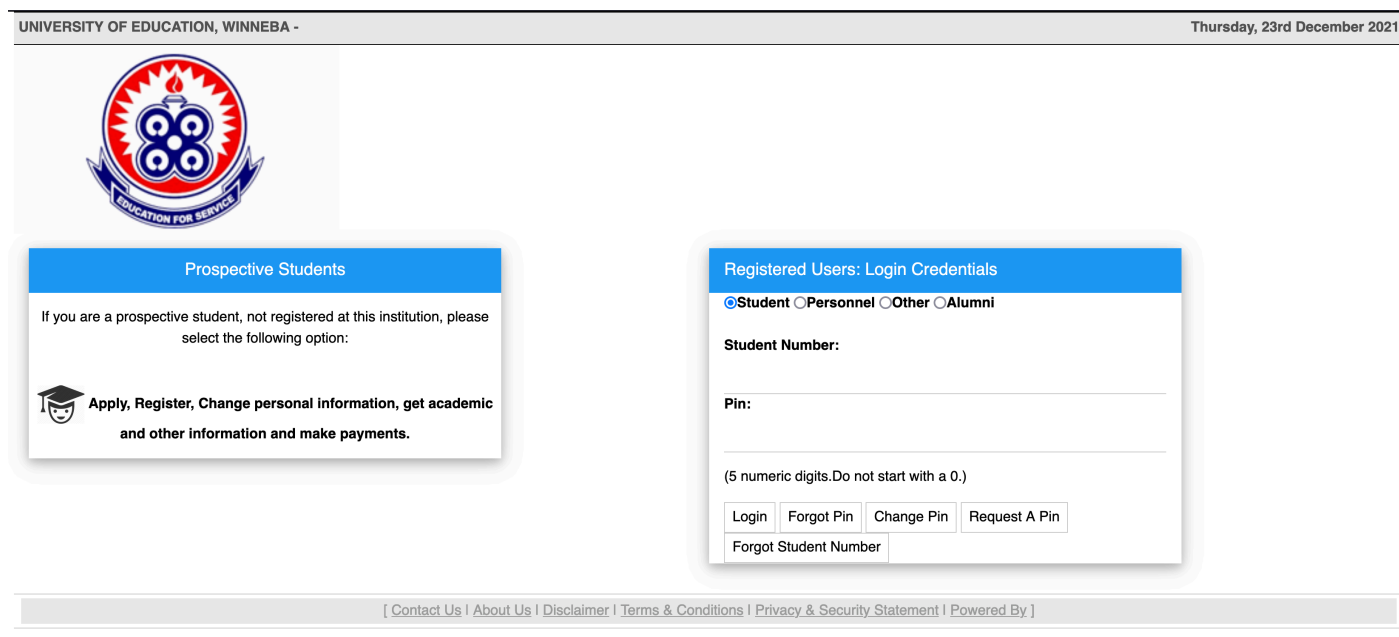 UNIVERSITY OF EDUCATION, WINNEBA -
Thursday, 23rd December 2021
EDUCATION FOR SERVICE
Prospective Students
If you are a prospective student, not registered at this institution, please
select the following option:
Apply, Register, Change personal information, get academic
and other information and make payments.
Registered Users: Login Credentials
Student Personnel Other Alumni
Student Number:
Pin:
(5 numeric digits.Do not start with a 0.)
Login Forgot Pin Change Pin Request A Pin
Forgot Student Number
[ Contact Us | About Us | Disclaimer | Terms & Conditions | Privacy & Security Statement | Powered By ]